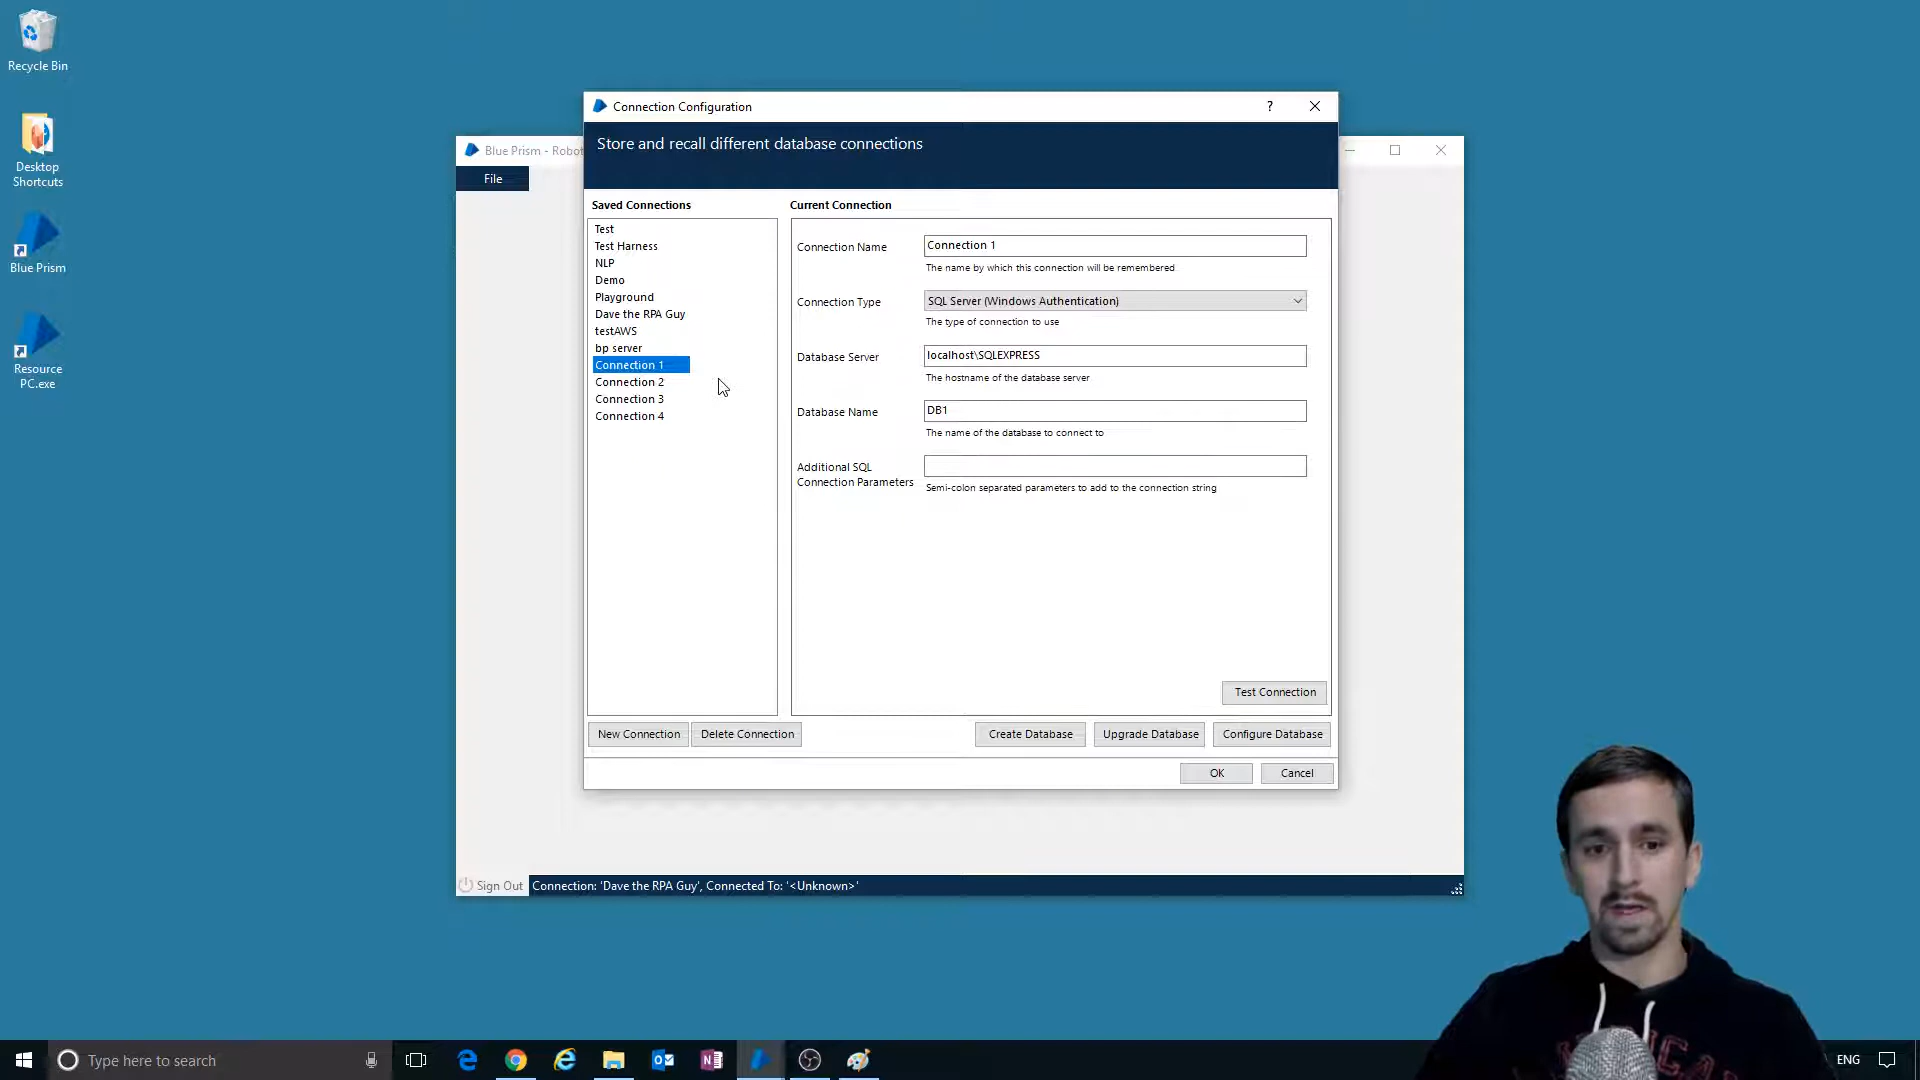 Recycle Bin
Desktop
Shortcuts
Blue Prism
Resource
PC.exe
Blue Prism - Robot
File
Connection Configuration
?
Store and recall different database connections
Saved Connections
Test
Test Harness
NLP
Demo
Playground
Dave the RPA Guy
testAWS
bp server
Connection 1
Connection 2
Connection 3
Connection 4
Current Connection
Connection Name
Connection 1
The name by which this connection will be remembered
Connection Type
SQL Server (Windows Authentication)
The type of connection to use
Database Server
localhost\SQLEXPRESS
The hostname of the database server
Database Name
DB1
The name of the database to connect to
Additional SQL
Connection Parameters
Semi-colon separated parameters to add to the connection string
Test Connection
New Connection
Delete Connection
Create Database
Upgrade Database
Configure Database
OK
Cancel
Sign Out
Connection: 'Dave the RPA Guy', Connected To: '<Unknown>'
Type here to search
ENG